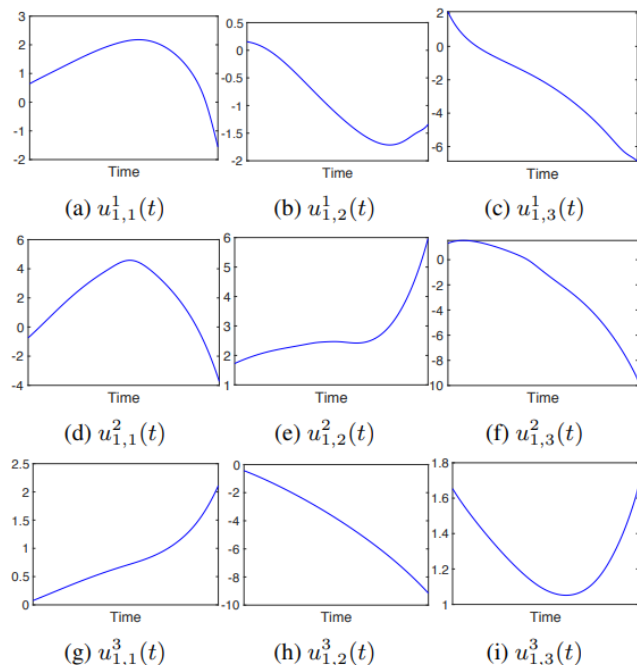 3
2
1
0
-1
-2
Time
(a) u^1_{1,1}(t)
0.5
0
-0.5
-1
-1.5
-2
Time
(b) u^1_{1,2}(t)
2
0
-2
-4
-6
Time
(c) u^1_{1,3}(t)
6
4
2
0
-2
-4
Time
(d) u^2_{1,1}(t)
6
5
4
3
2
1
Time
(e) u^2_{1,2}(t)
0
-2
-4
-6
-8
10
Time
(f) u^2_{1,3}(t)
2.5
2
1.5
1
0.5
0
Time
(g) u^3_{1,1}(t)
0
-2
-4
-6
-8
-10
Time
(h) u^3_{1,2}(t)
1.8
1.6
1.4
1.2
1
Time
(i) u^3_{1,3}(t)